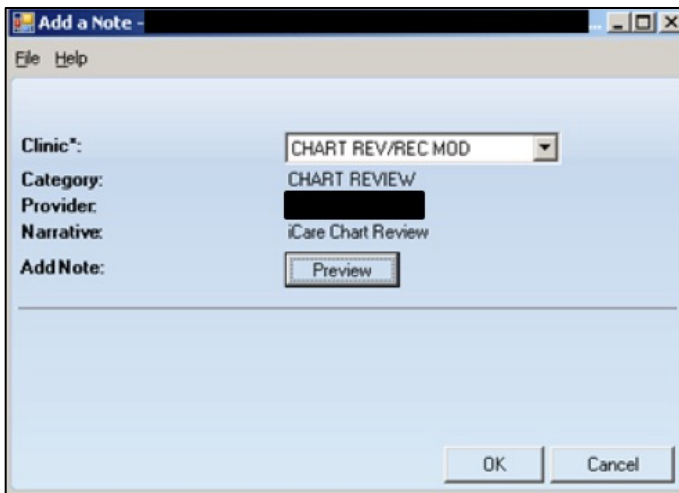 Add a Note - ...
File Help
Clinic*: CHART REV/REC MOD
Category: CHART REVIEW
Provider:
Narrative: iCare Chart Review
Add Note: Preview
OK Cancel